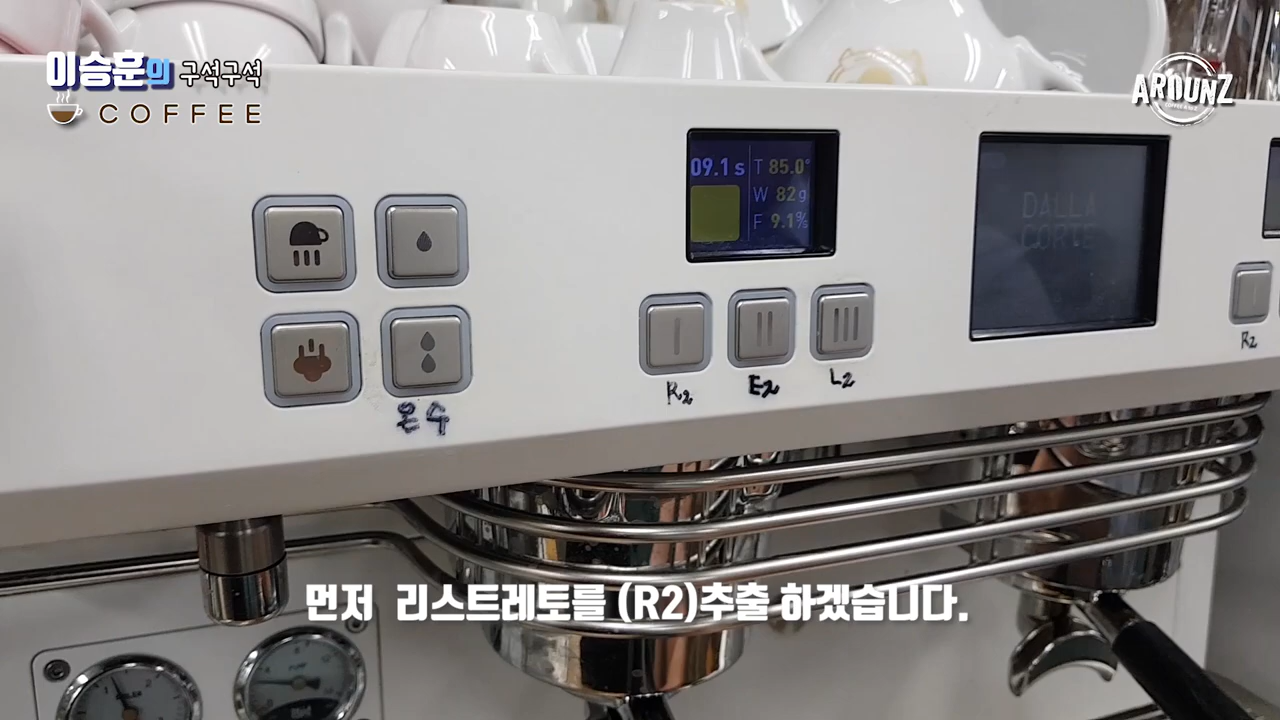 이승훈의 구석구석
COFFEE
AROUNZ
09.1 s
T 85.0°
W 82g
F 9.1%
DALLA
CORTE
R2
E2
L2
R2
온수
먼저 리스트레토를 (R2)추출 하겠습니다.